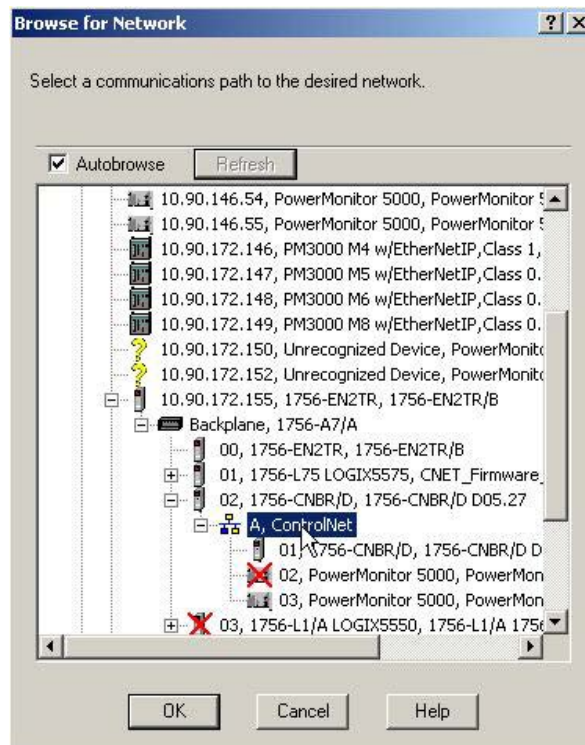 Browse for Network
Select a communications path to the desired network.
Autobrowse
Refresh
10.90.146.54, PowerMonitor 5000, PowerMonitor
10.90.146.55, PowerMonitor 5000, PowerMonitor
10.90.172.146, PM3000 M4 w/EtherNetIP,Class 1,
10.90.172.147, PM3000 M5 w/EtherNetIP,Class 0.
10.90.172.148, PM3000 M6 w/EtherNetIP,Class 0.
10.90.172.149, PM3000 M8 w/EtherNetIP,Class 0.
10.90.172.150, Unrecognized Device, PowerMonit
10.90.172.152, Unrecognized Device, PowerMonit
10.90.172.155, 1756-EN2TR, 1756-EN2TR/B
Backplane, 1756-A7/A
00, 1756-EN2TR, 1756-EN2TR/B
01, 1756-L75 LOGIX5575, CNET_Firmware_
02, 1756-CNBR/D, 1756-CNBR/D D05.27
A, ControlNet
01, 1756-CNBR/D, 1756-CNBR/D D
02, PowerMonitor 5000, PowerMon
03, PowerMonitor 5000, PowerMon
03, 1756-L1/A LOGIX5550, 1756-L1/A 1756
OK
Cancel
Help